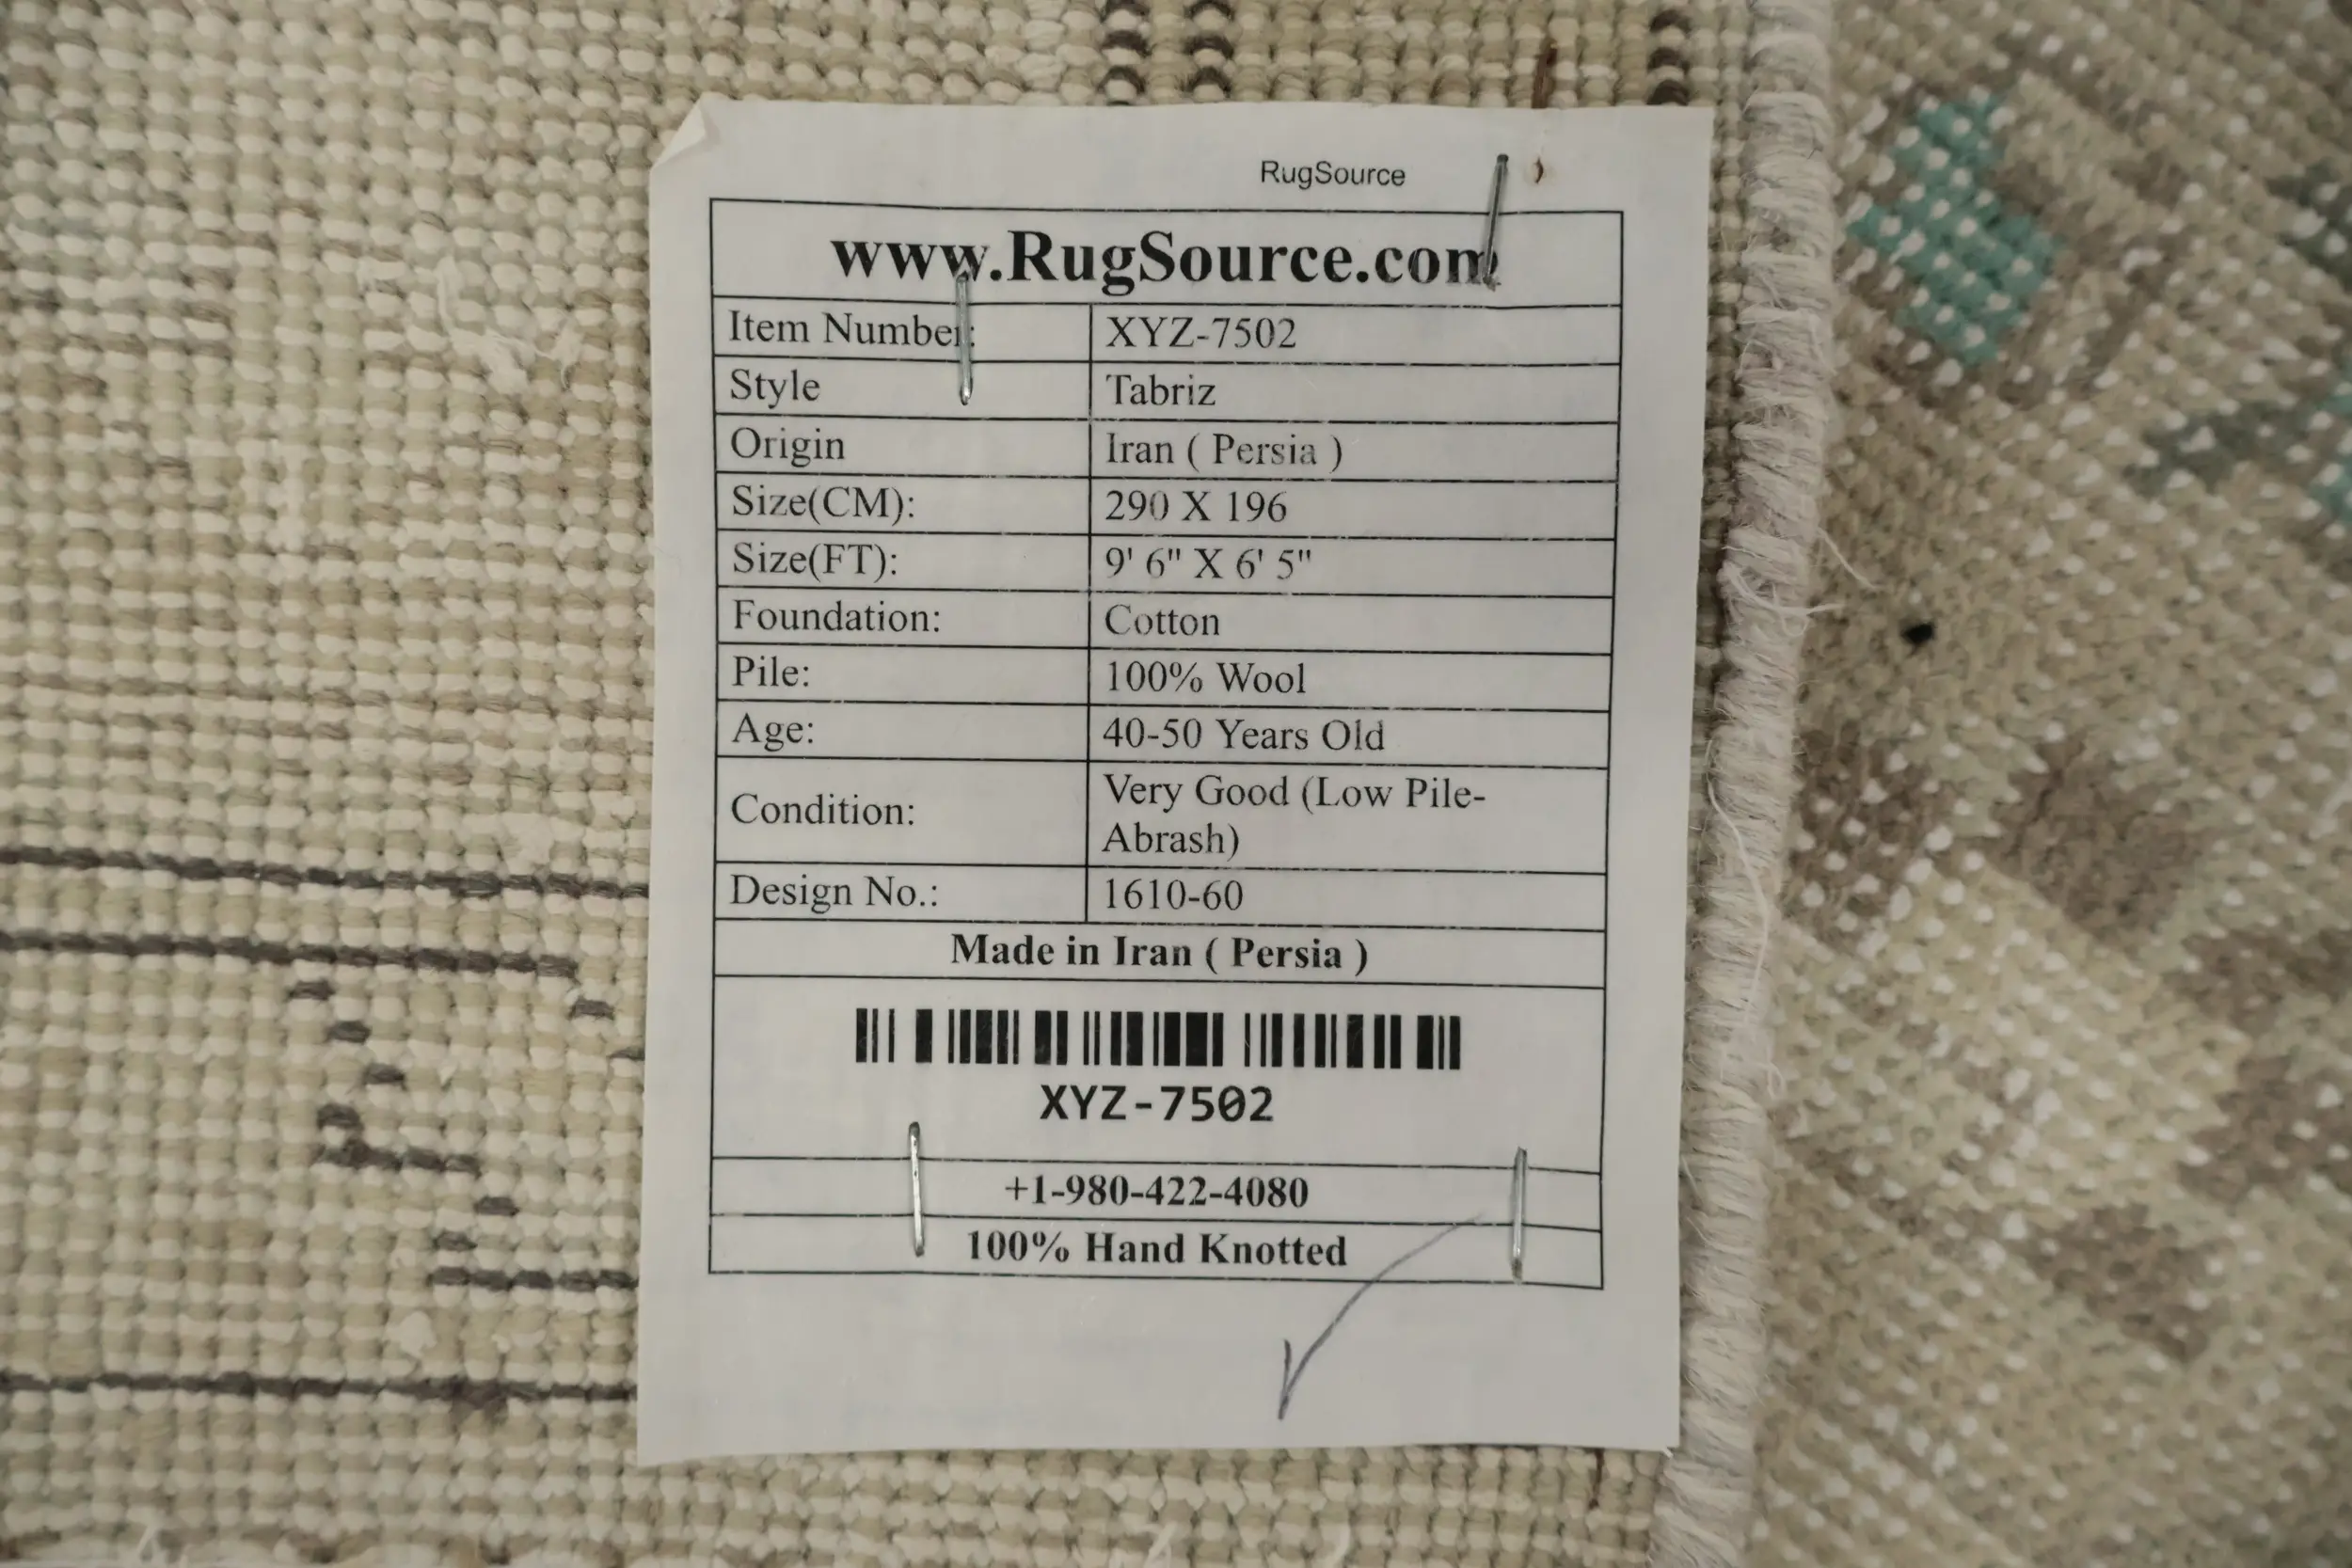 RugSource
www.RugSource.com
Item Number: XYZ-7502
Style Tabriz
Origin Iran ( Persia )
Size(CM): 290 X 196
Size(FT): 9' 6" X 6' 5"
Foundation: Cotton
Pile: 100% Wool
Age: 40-50 Years Old
Condition: Very Good (Low Pile-
Abrash)
Design No.: 1610-60
Made in Iran ( Persia )
XYZ-7502
+1-980-422-4080
100% Hand Knotted